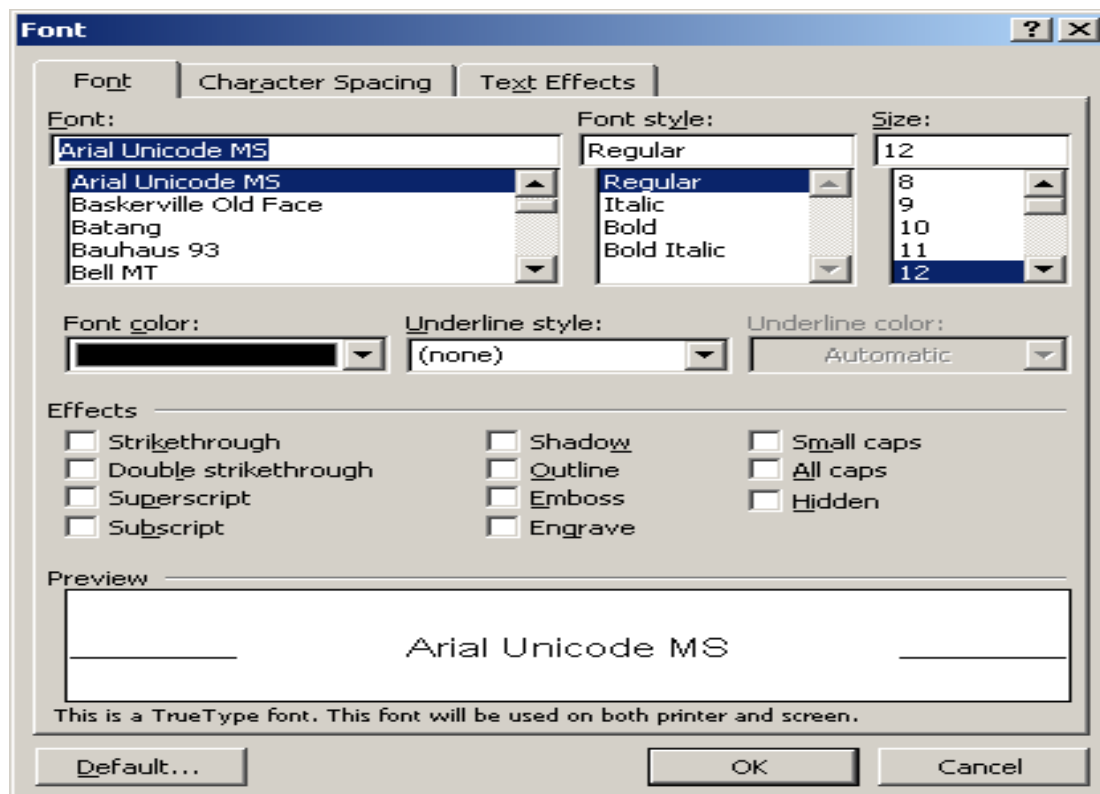 Font
Font Character Spacing Text Effects
Font: Font style: Size:
Arial Unicode MS Regular 12
Arial Unicode MS Regular 8
Baskerville Old Face Italic 9
Batang Bold 10
Bauhaus 93 Bold Italic 11
Bell MT 12
Font color: Underline style: Underline color:
(none) Automatic
Effects
Strikethrough Shadow Small caps
Double strikethrough Outline All caps
Superscript Emboss Hidden
Subscript Engrave
Preview
Arial Unicode MS
This is a TrueType font. This font will be used on both printer and screen.
Default... OK Cancel